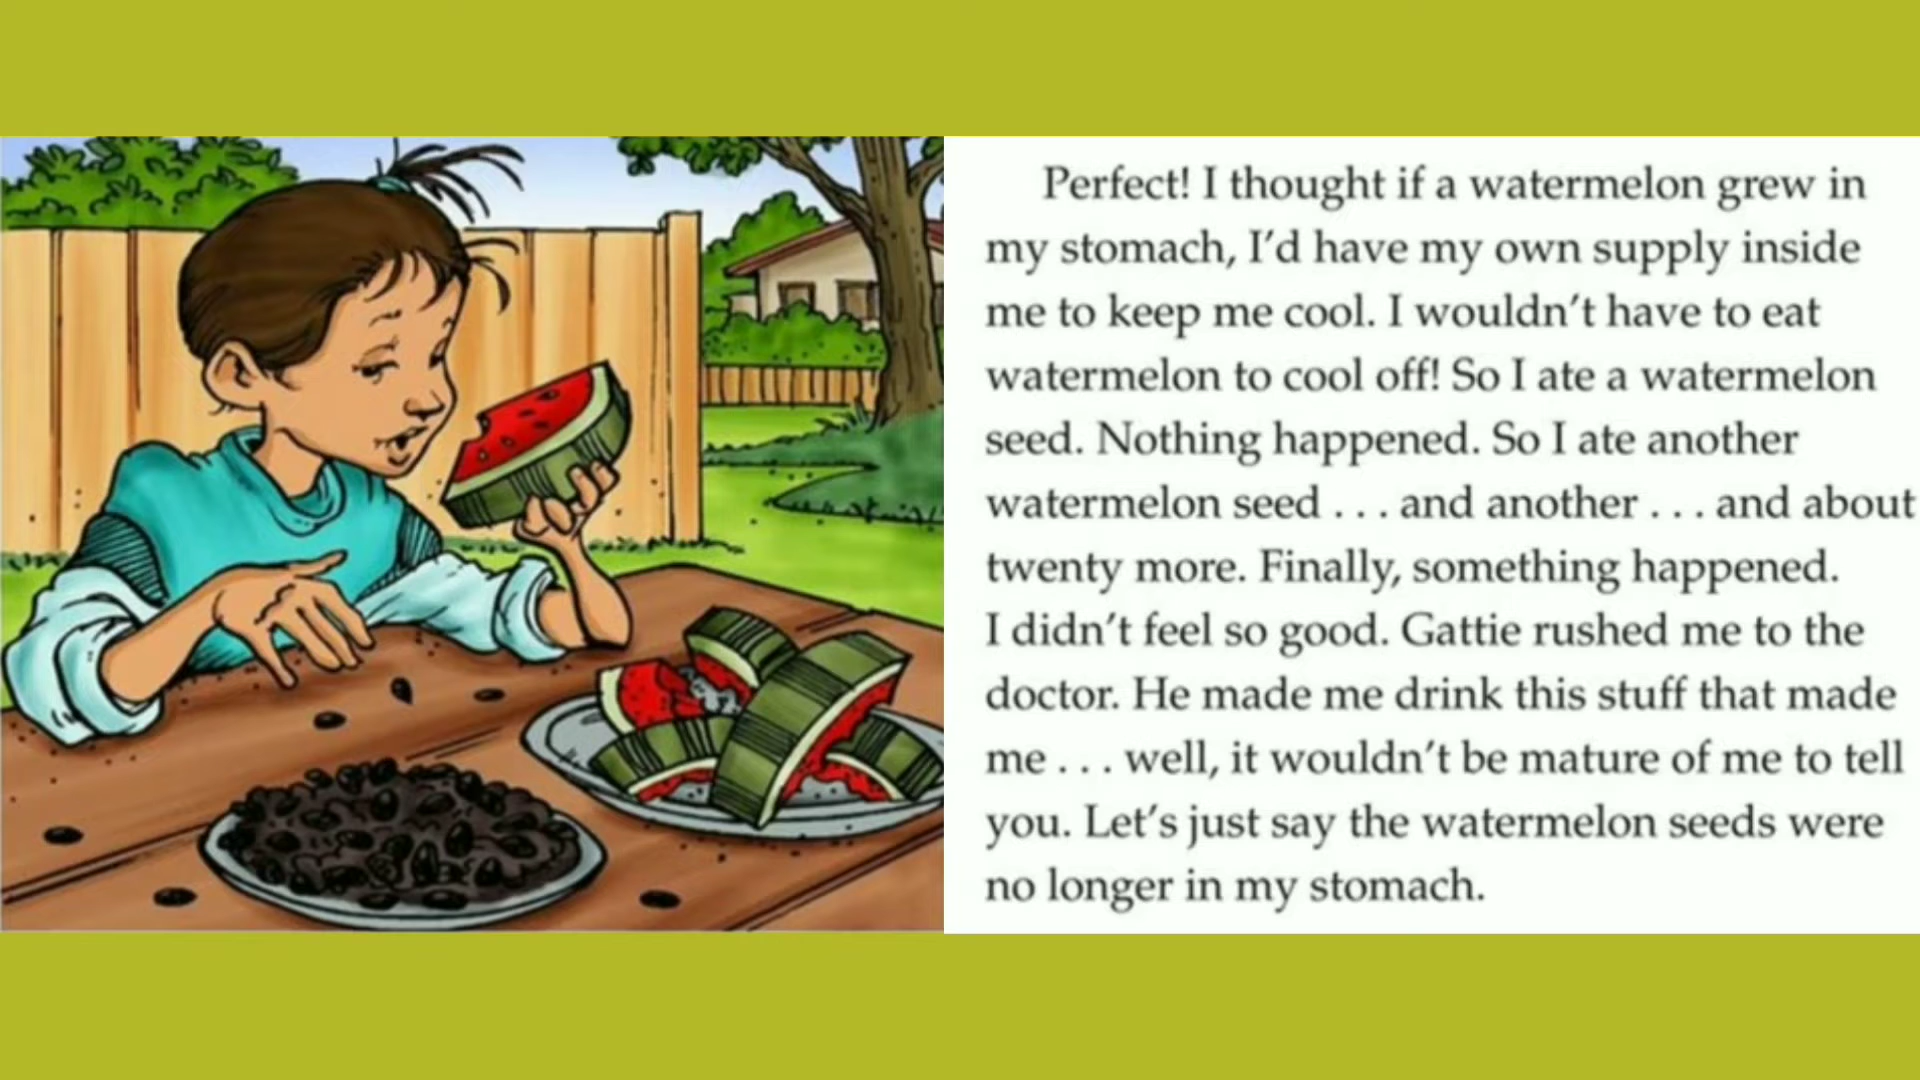 Perfect! I thought if a watermelon grew in
my stomach, I'd have my own supply inside
me to keep me cool. I wouldn't have to eat
watermelon to cool off! So I ate a watermelon
seed. Nothing happened. So I ate another
watermelon seed . . . and another . . . and about
twenty more. Finally, something happened.
I didn't feel so good. Gattie rushed me to the
doctor. He made me drink this stuff that made
me . . . well, it wouldn't be mature of me to tell
you. Let's just say the watermelon seeds were
no longer in my stomach.